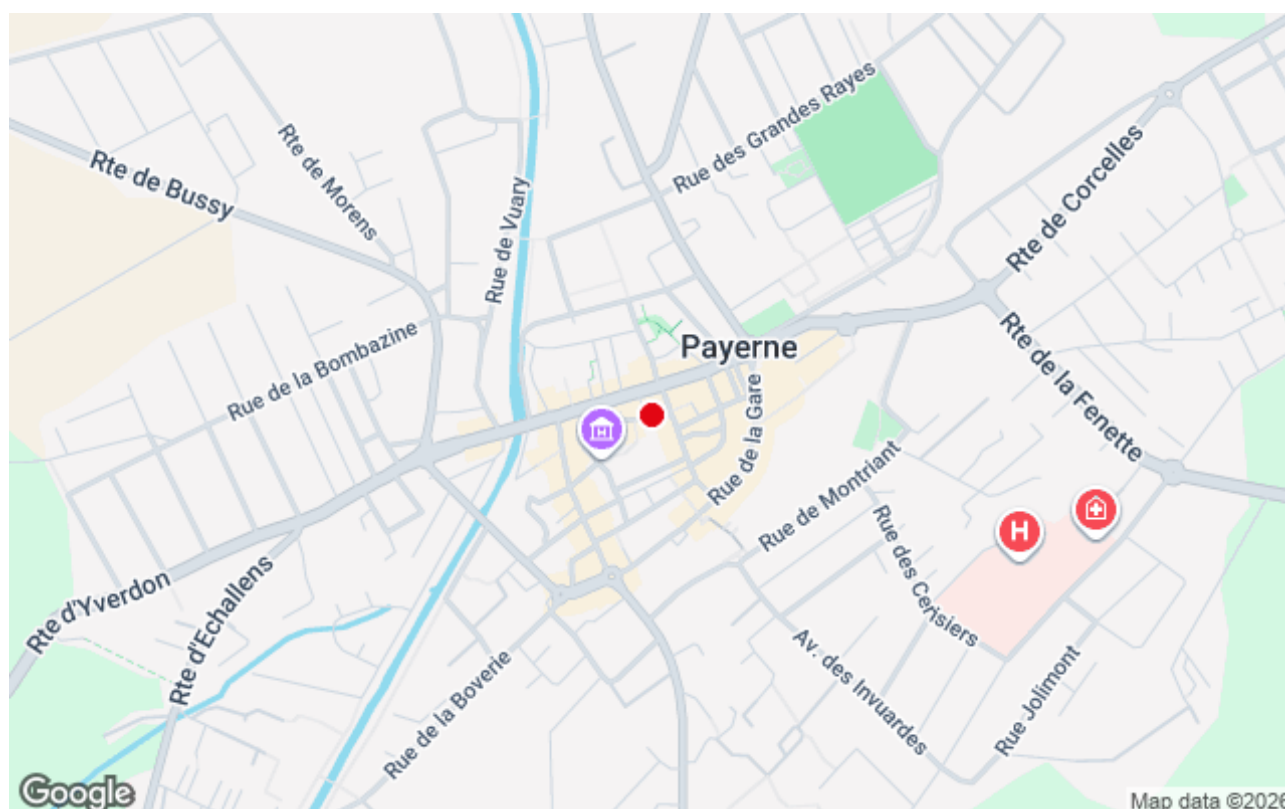 Rue des Grandes Rayes
Rte de Morens
Rte de Bussy
Rue de Vuary
Rte de Corcelles
Rue de la Bombazine
Payerne
Rte de la Fenette
Rue de la Gare
Rue de Montriant
Rue des Cerisiers
H
H
Rte d'Yverdon
Rte d'Echallens
Rue de la Boverie
Av. des Invuardes
Rue Jolimont
Google
Map data ©2026